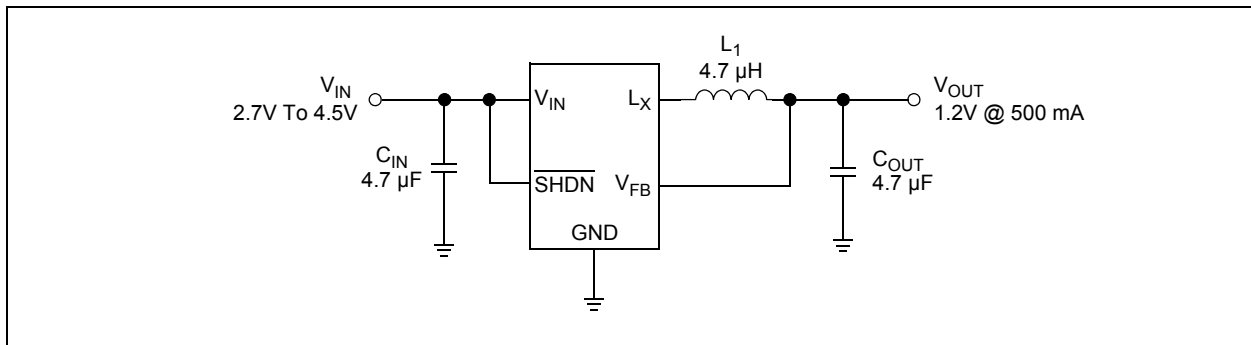 L1
4.7 µH
VIN
2.7V To 4.5V
VIN
LX
VOUT
1.2V @ 500 mA
CIN
4.7 µF
SHDN
VFB
COUT
4.7 µF
GND